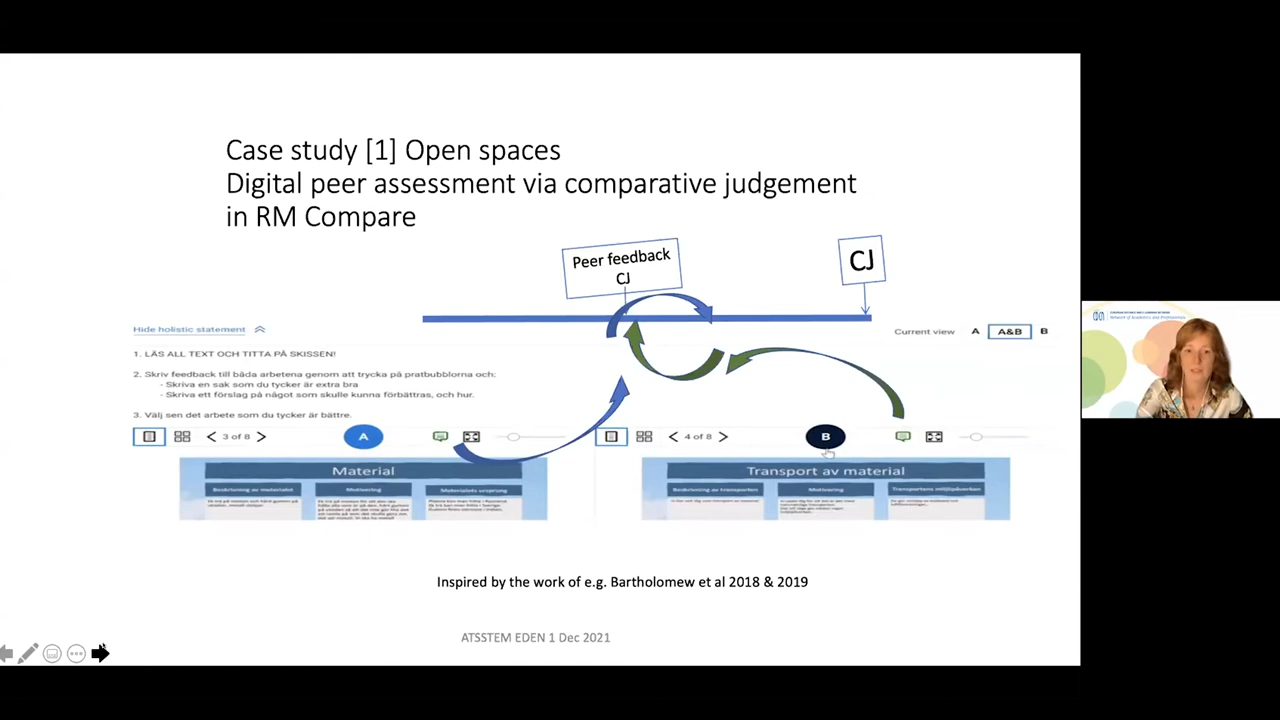 Case study [1] Open spaces
Digital peer assessment via comparative judgement
in RM Compare
Peer feedback
CJ
CJ
Hide holistic statement
Current view A A&B B
1. LÄS ALL TEXT OCH TITTA PÅ SKISSEN!
2. Skriv feedback till båda arbetena genom att trycka på pratbubblorna och:
- Skriva en sak som du tycker är extra bra
- Skriva ett förslag på något som skulle kunna förbättras, och hur.
3. Välj sen det arbete som du tycker är bättre.
3 of 8
A
4 of 8
B
Material
Beskrivning av materialet
Motivering
Materialets ursprung
Transport av material
Beskrivning av transporten
Motivering
Transportens miljöpåverkan
Inspired by the work of e.g. Bartholomew et al 2018 & 2019
ATSSTEM EDEN 1 Dec 2021